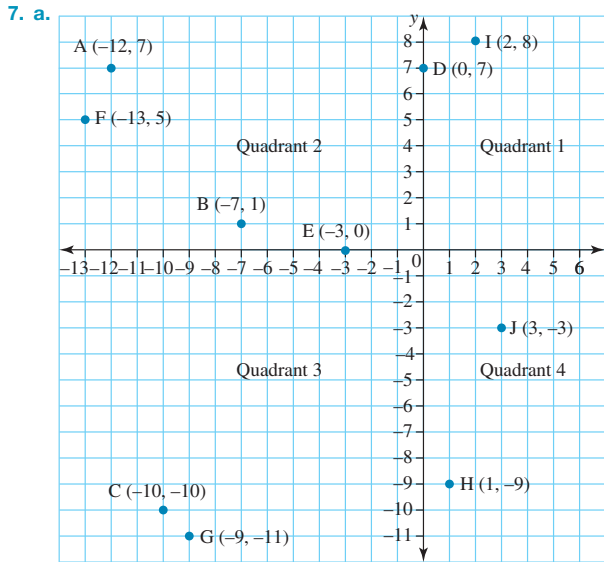 7. a.
y
A (–12, 7)
8
I (2, 8)
7
D (0, 7)
6
F (–13, 5)
5
Quadrant 2
4
Quadrant 1
3
B (–7, 1)
2
E (–3, 0)
1
–13 –12 –11 –10 –9 –8 –7 –6 –5 –4 –3 –2 –1 0 1 2 3 4 5 6
–1
–2
–3
J (3, –3)
–4
Quadrant 3
–5
Quadrant 4
–6
–7
–8
–9
H (1, –9)
C (–10, –10)
–10
G (–9, –11)
–11